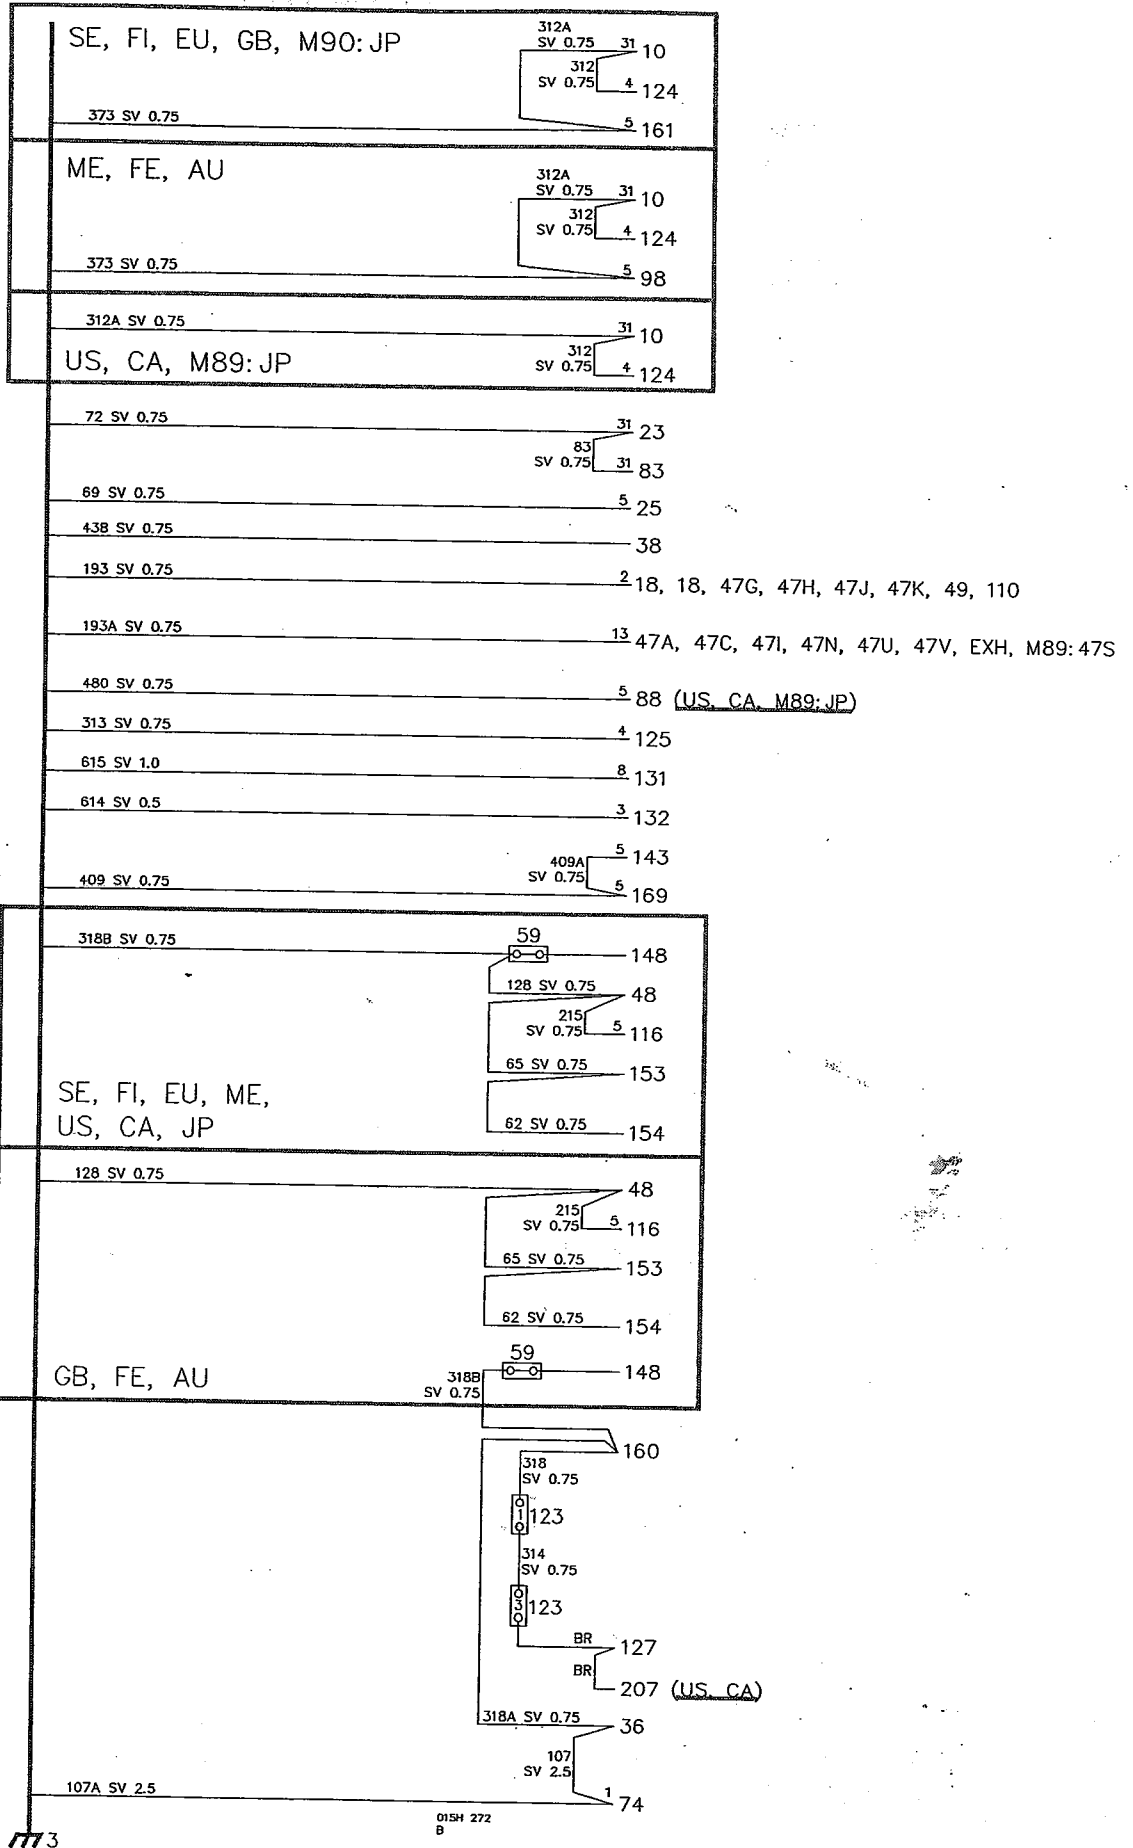 312A
SE, FI, EU, GB, M90:JP
SV 0.75 31 10
312
SV 0.75 4 124
373 SV 0.75 5 161
ME, FE, AU
312A
SV 0.75 31 10
312
SV 0.75 4 124
373 SV 0.75 5 98
312A SV 0.75 31 10
US, CA, M89:JP
312
SV 0.75 4 124
72 SV 0.75 31 23
83
SV 0.75 31 83
69 SV 0.75 5 25
438 SV 0.75 38
193 SV 0.75 2 18, 18, 47G, 47H, 47J, 47K, 49, 110
193A SV 0.75 13 47A, 47C, 47I, 47N, 47U, 47V, EXH, M89:47S
480 SV 0.75 5 88 (US, CA, M89:JP)
313 SV 0.75 4 125
615 SV 1.0 8 131
614 SV 0.5 3 132
5 143
409A
SV 0.75
409 SV 0.75 5 169
59
318B SV 0.75 148
128 SV 0.75 48
215
SV 0.75 5 116
65 SV 0.75 153
SE, FI, EU, ME,
US, CA, JP
62 SV 0.75 154
128 SV 0.75 48
215
SV 0.75 5 116
65 SV 0.75 153
62 SV 0.75 154
59
148
GB, FE, AU
318B
SV 0.75
160
318
SV 0.75
1 123
314
SV 0.75
3 123
BR 127
BR 207 (US, CA)
318A SV 0.75 36
107
SV 2.5
107A SV 2.5 1 74
015H 272
B
3